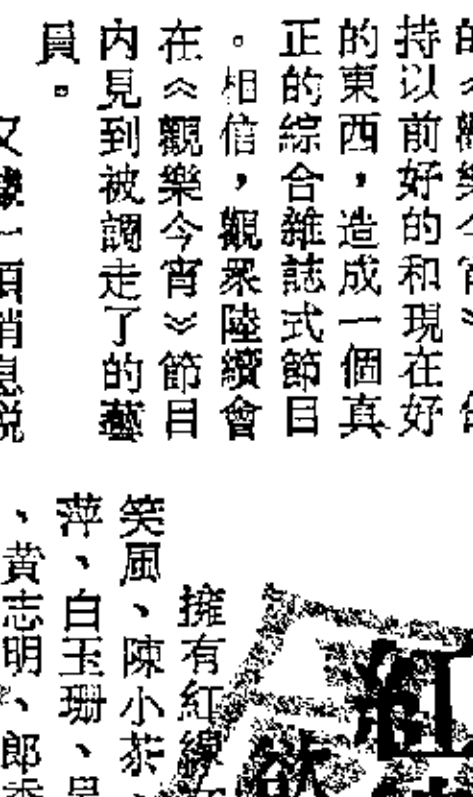 持以前好的和現在好
的東西，造成一個真
正的綜合雜誌式節目
。相信，觀眾陸續會
在《觀樂今宵》節目
內見到被調走了的藝
員。
一項消息說
擁有紅線
笑風、陳小茶、
萍、白玉珊、
、黃志明、郎
紅